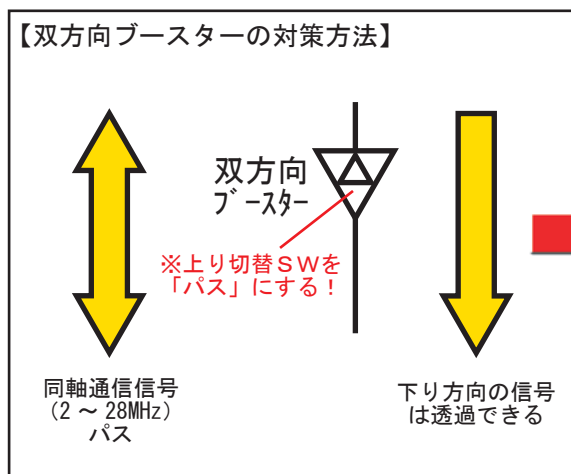 【双方向ブースターの対策方法】
双方向
ブースター
※上り切替ＳＷを
「パス」にする！
同軸通信信号
（2 ～ 28MHz）
パス
下り方向の信号
は透過できる